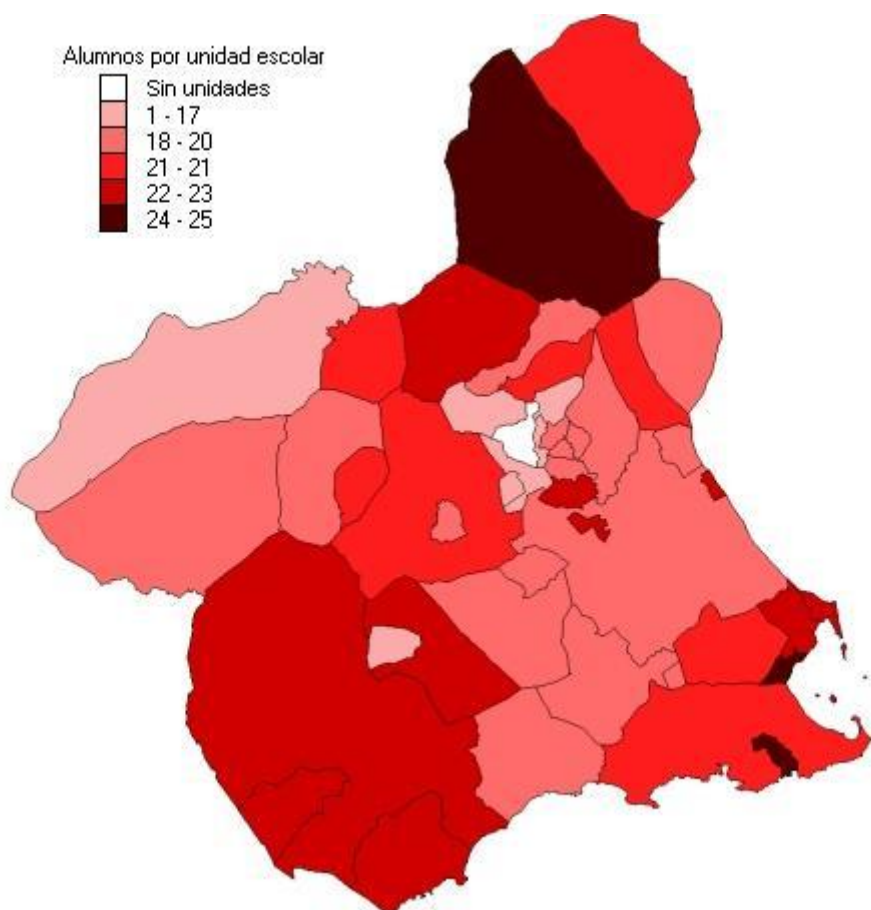 Alumnos por unidad escolar
Sin unidades
1 - 17
18 - 20
21 - 21
22 - 23
24 - 25